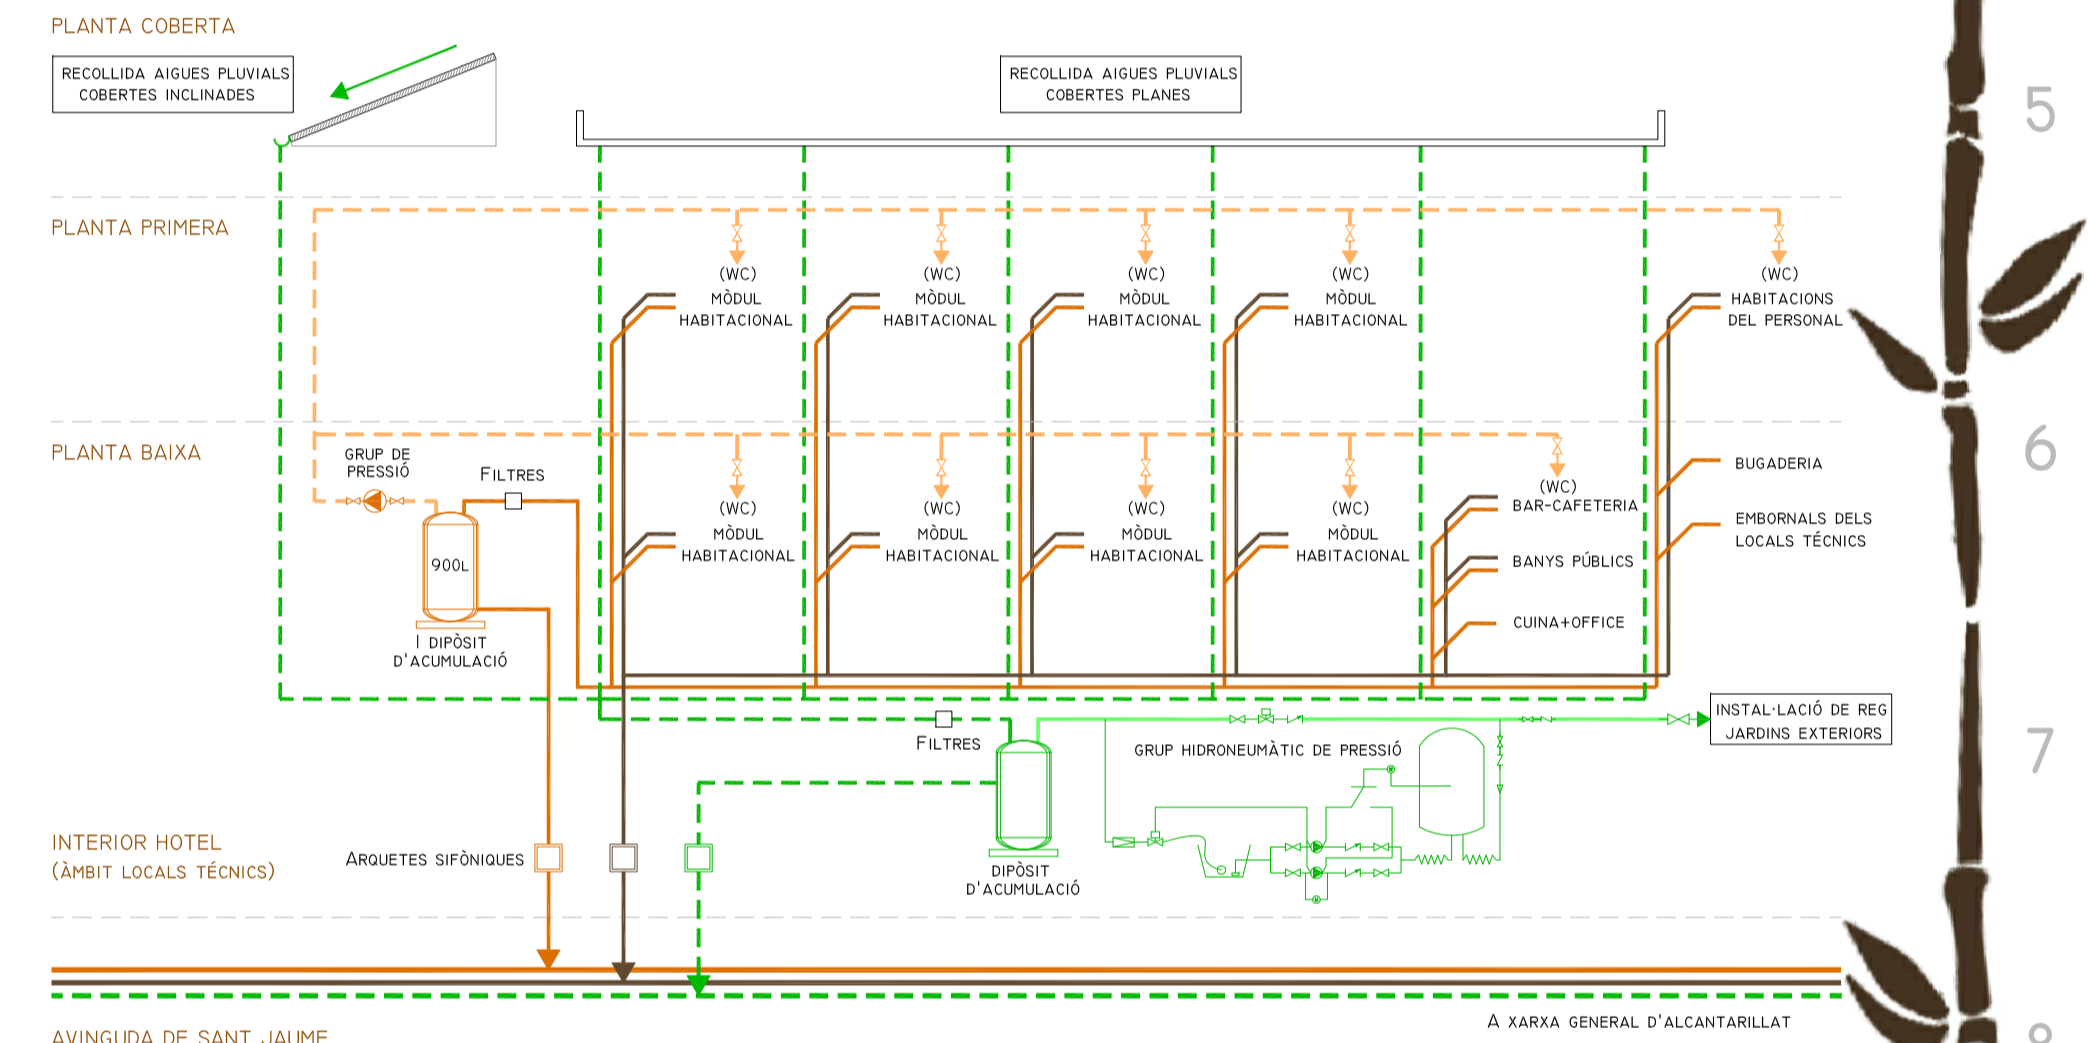 PLANTA COBERTA
RECOLLIDA AIGUES PLUVIALS
COBERTES INCLINADES
RECOLLIDA AIGUES PLUVIALS
COBERTES PLANES
5
PLANTA PRIMERA
(WC)
MÒDUL
HABITACIONAL
(WC)
MÒDUL
HABITACIONAL
(WC)
MÒDUL
HABITACIONAL
(WC)
MÒDUL
HABITACIONAL
(WC)
HABITACIONS
DEL PERSONAL
6
PLANTA BAIXA
GRUP DE
PRESSIÓ
FILTRES
900L
1 DIPÒSIT
D'ACUMULACIÓ
(WC)
MÒDUL
HABITACIONAL
(WC)
MÒDUL
HABITACIONAL
(WC)
MÒDUL
HABITACIONAL
(WC)
MÒDUL
HABITACIONAL
(WC)
BAR-CAFETERIA
BANYS PÚBLICS
CUINA+OFFICE
BUGADERIA
EMBORNALS DELS
LOCALS TÉCNICS
INSTAL·LACIÓ DE REG
JARDINS EXTERIORS
7
FILTRES
GRUP HIDRONEUMÀTIC DE PRESSIÓ
DIPÒSIT
D'ACUMULACIÓ
INTERIOR HOTEL
(ÀMBIT LOCALS TÉCNICS)
ARQUETES SIFÒNIQUES
A XARXA GENERAL D'ALCANTARILLAT
AVINGUDA DE SANT JAUME
8